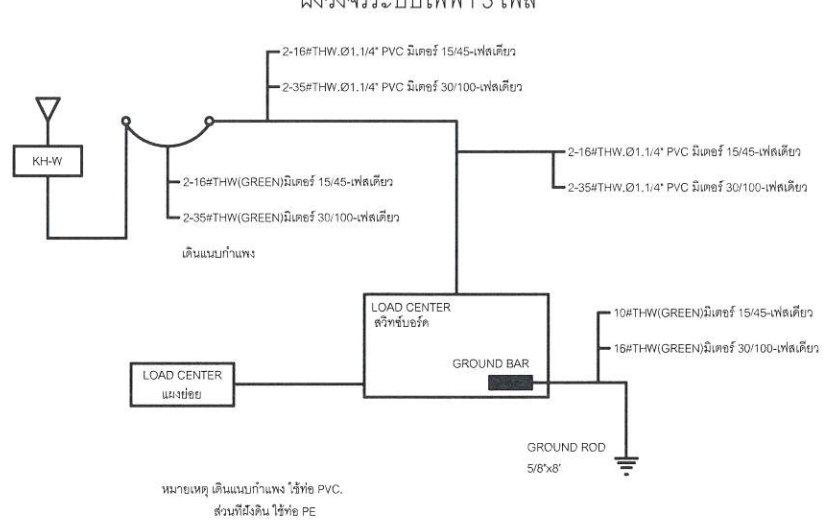 ผังวงจรระบบไฟฟ้า 3 เฟส
2-16#THW.Ø1.1/4" PVC มิเตอร์ 15/45-เฟสเดียว
2-35#THW.Ø1.1/4" PVC มิเตอร์ 30/100-เฟสเดียว
KH-W
2-16#THW.Ø1.1/4" PVC มิเตอร์ 15/45-เฟสเดียว
2-35#THW.Ø1.1/4" PVC มิเตอร์ 30/100-เฟสเดียว
2-16#THW(GREEN)มิเตอร์ 15/45-เฟสเดียว
2-35#THW(GREEN)มิเตอร์ 30/100-เฟสเดียว
เดินแนบกำแพง
LOAD CENTER
สวิทซ์บอร์ด
10#THW(GREEN)มิเตอร์ 15/45-เฟสเดียว
16#THW(GREEN)มิเตอร์ 30/100-เฟสเดียว
GROUND BAR
LOAD CENTER
แผงย่อย
GROUND ROD
5/8"x8'
หมายเหตุ เดินแนบกำแพง ใช้ท่อ PVC.
ส่วนที่ฝังดิน ใช้ท่อ PE